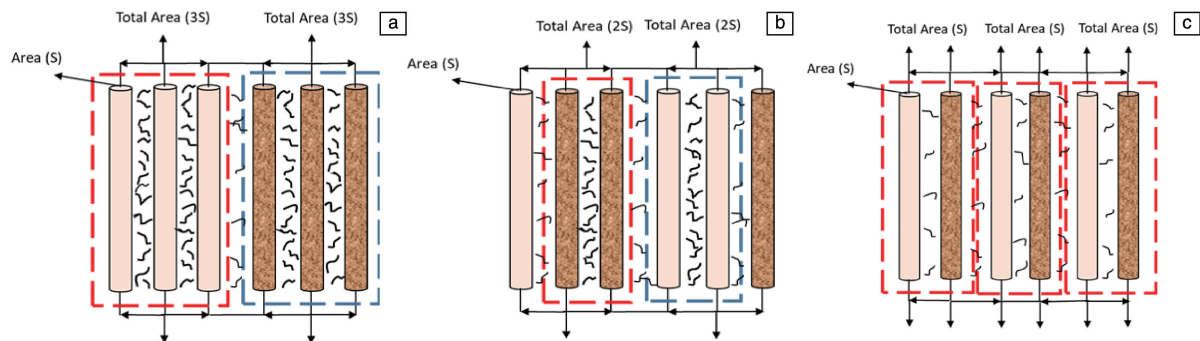 Total Area (3S)
Total Area (3S)
a
Area (S)
Total Area (2S)
Total Area (2S)
b
Area (S)
Total Area (S)
Total Area (S)
Total Area (S)
c
Area (S)